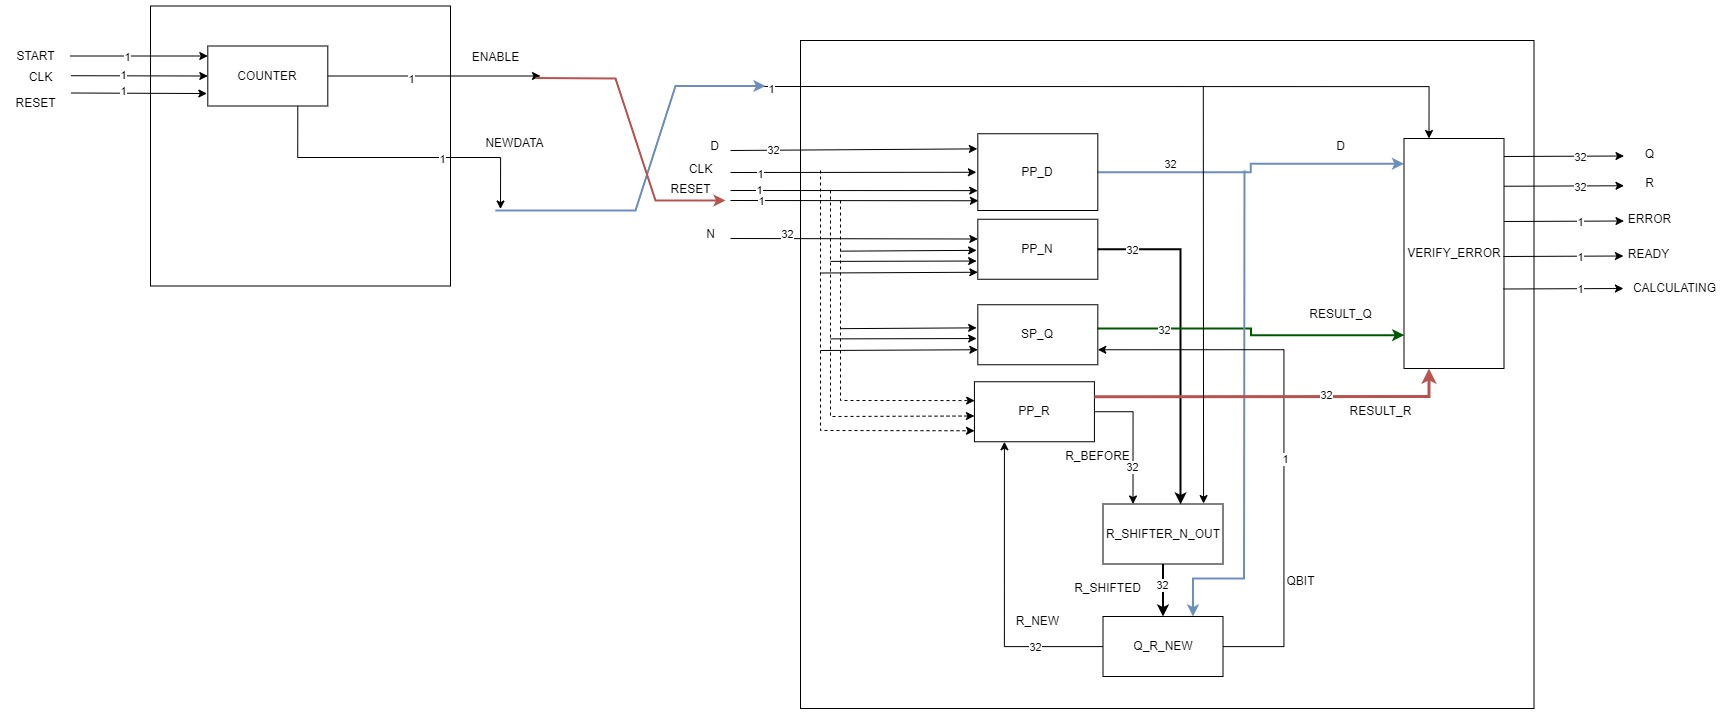 START
CLK
RESET
1
1
1
COUNTER
1
ENABLE
1
NEWDATA
1
D
32
CLK
1
RESET
1
1
N
32
PP_D
32
D
PP_N
32
SP_Q
32
RESULT_Q
PP_R
32
RESULT_R
R_BEFORE
32
1
R_SHIFTER_N_OUT
R_SHIFTED
32
QBIT
R_NEW
32
Q_R_NEW
VERIFY_ERROR
32
Q
32
R
1
ERROR
1
READY
1
CALCULATING